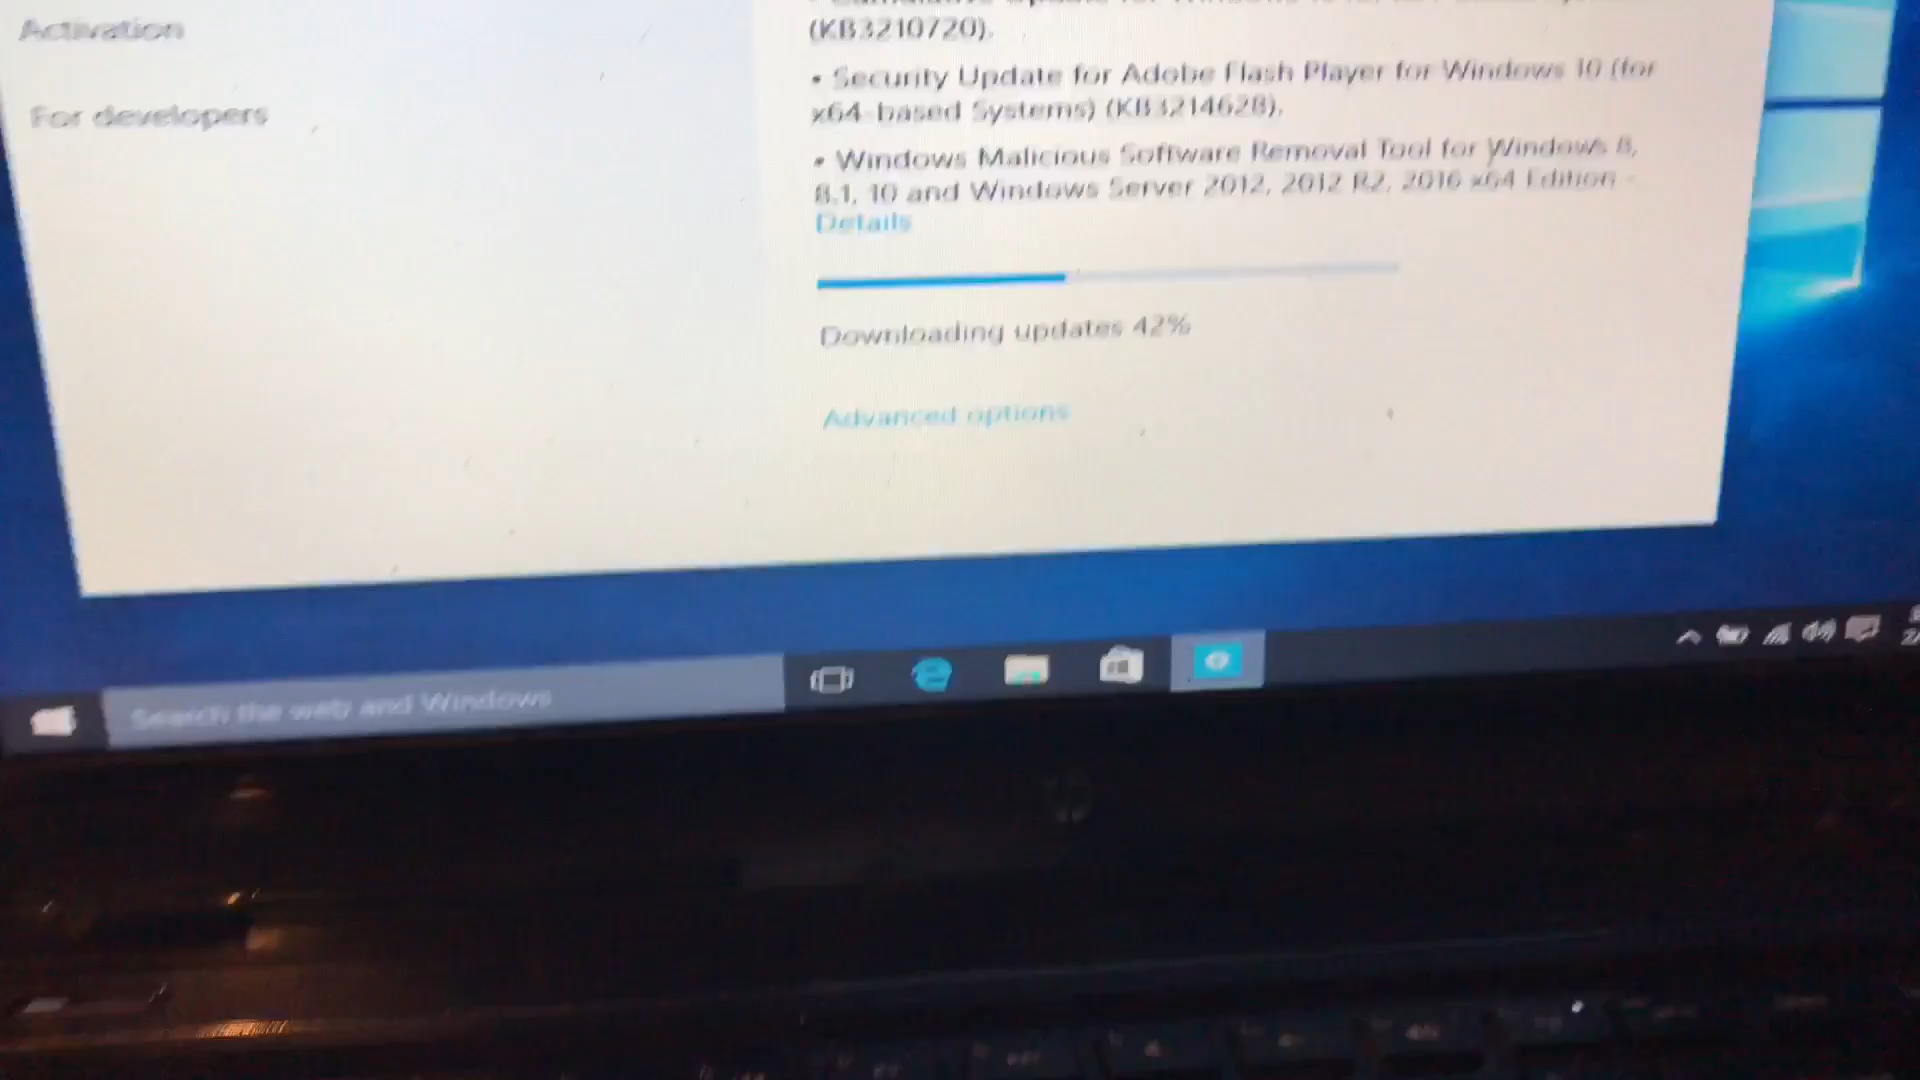 Activation
For developers
(KB3210720).
• Security Update for Adobe Flash Player for Windows 10 (for
x64-based Systems) (KB3214628).
• Windows Malicious Software Removal Tool for Windows 8,
8.1, 10 and Windows Server 2012, 2012 R2, 2016 x64 Edition -
Details
Downloading updates 42%
Advanced options
Search the web and Windows
hp